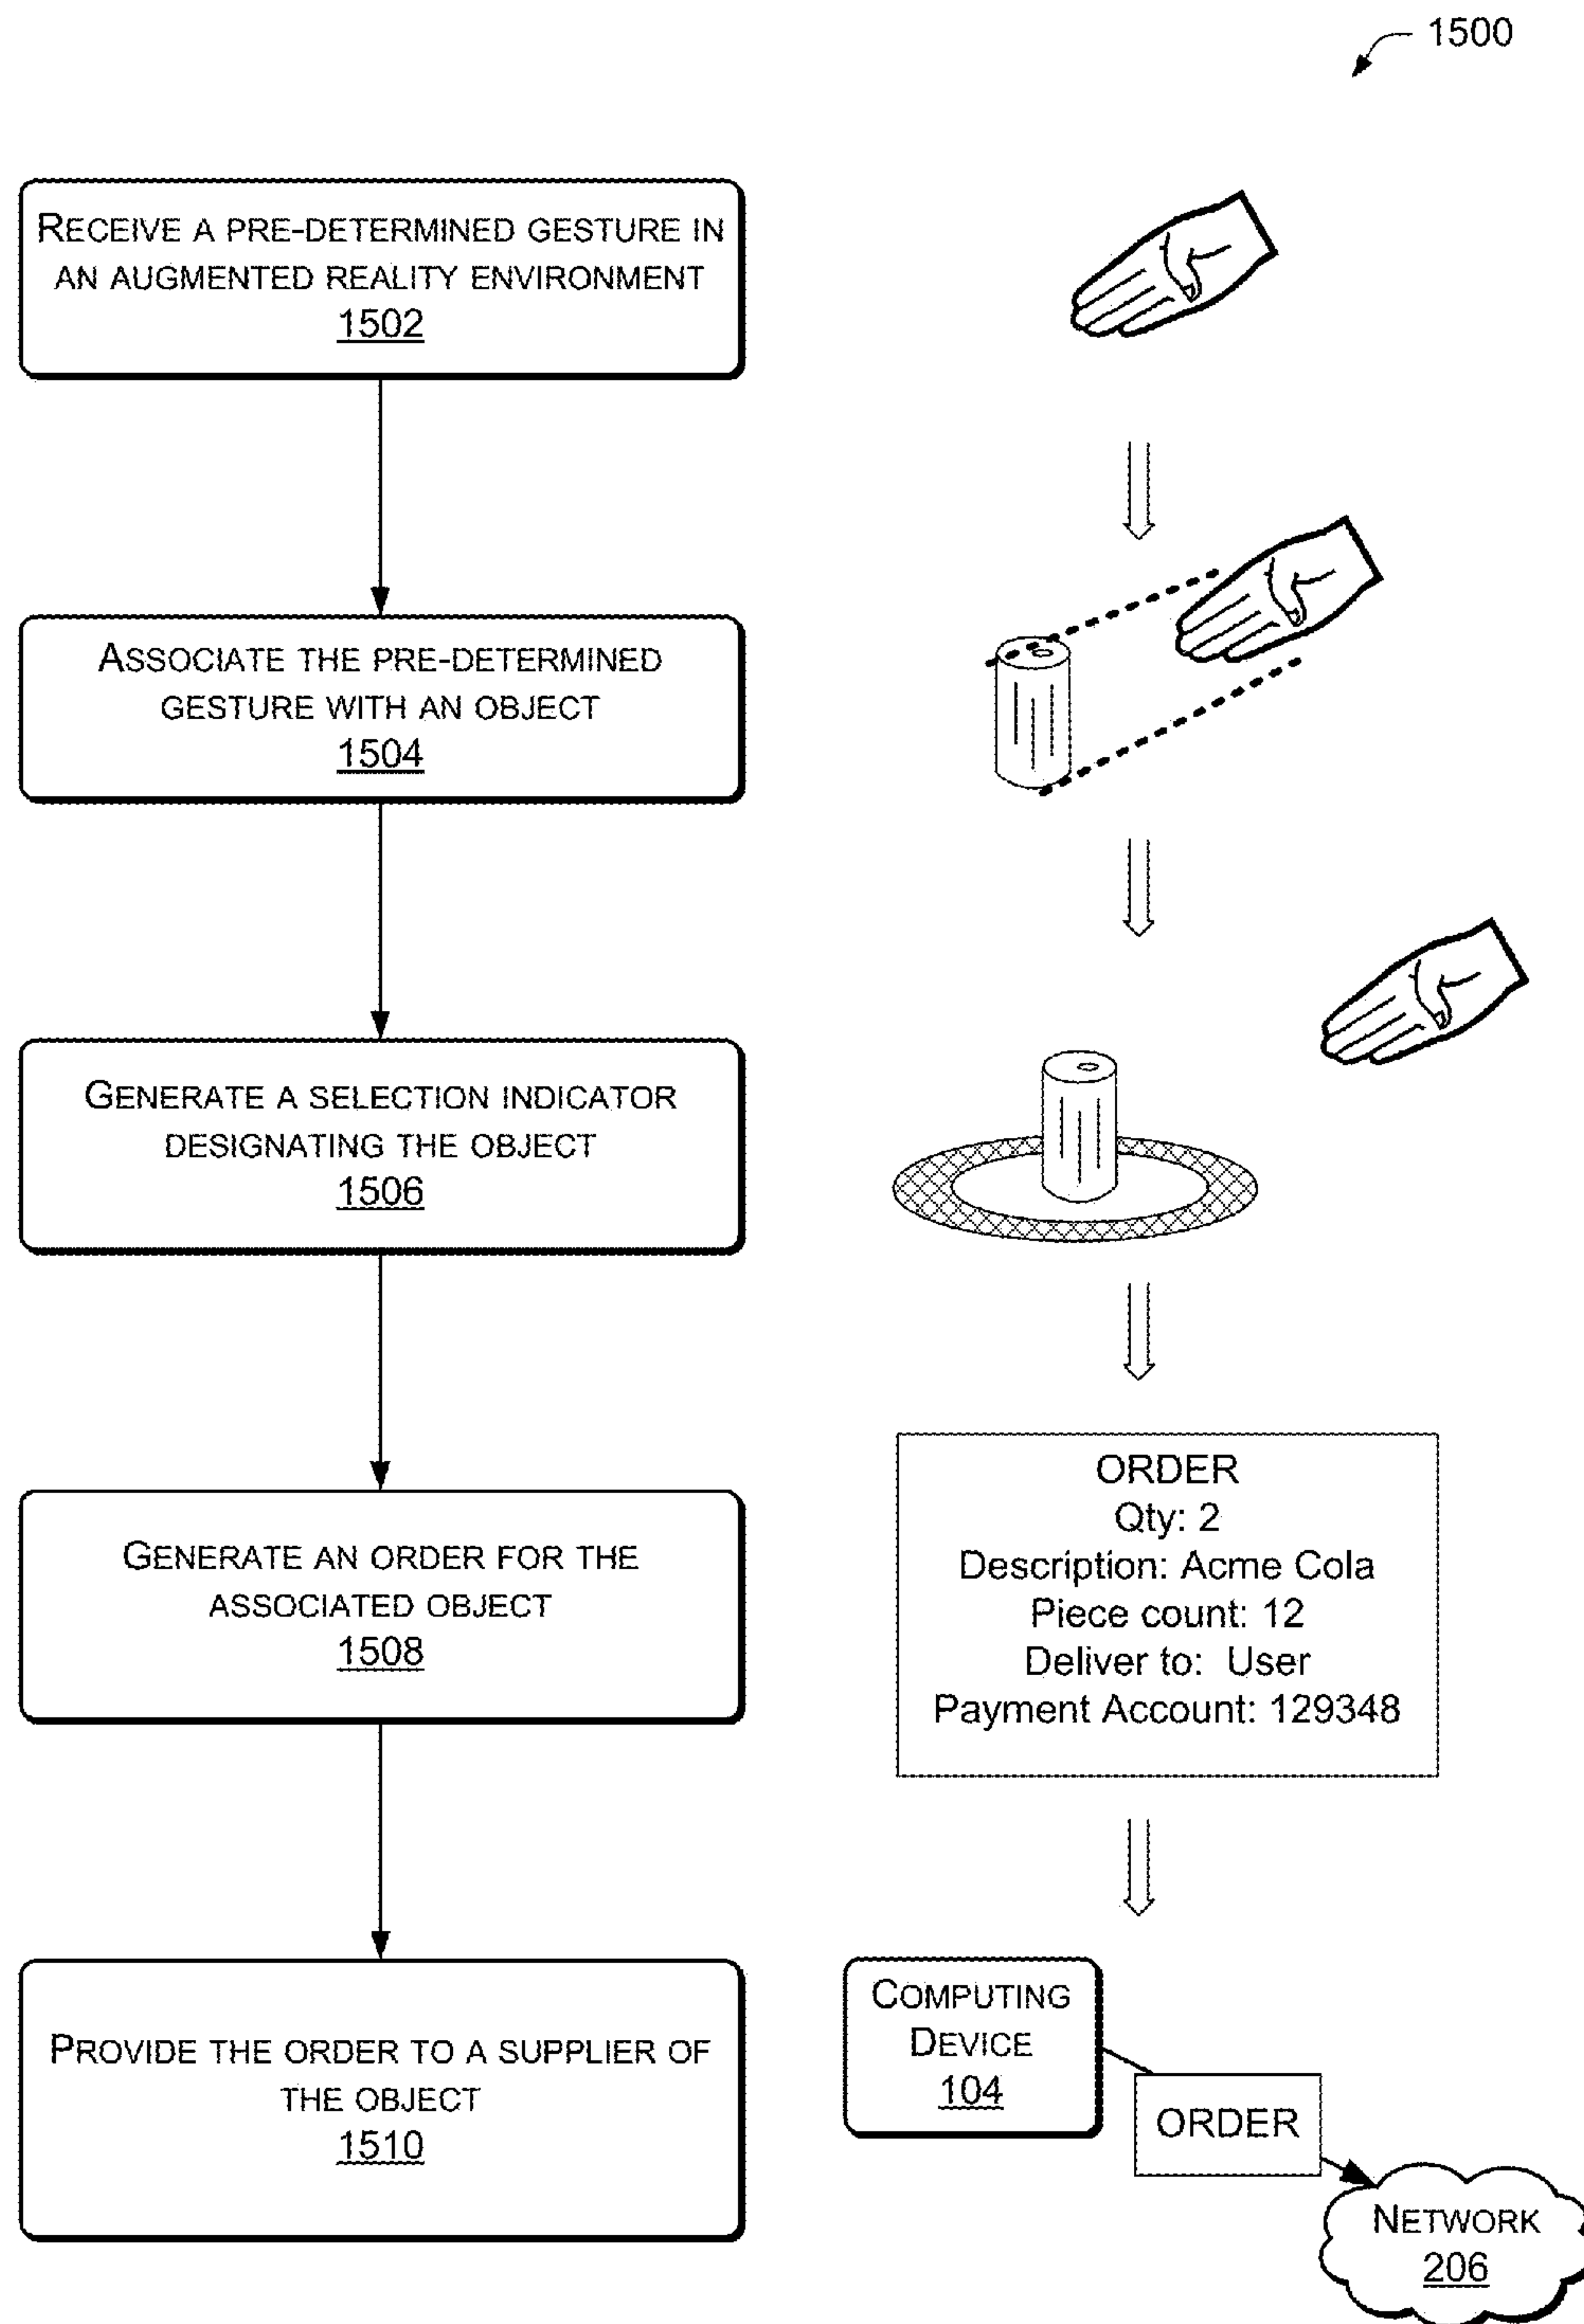 1500
RECEIVE A PRE-DETERMINED GESTURE IN
AN AUGMENTED REALITY ENVIRONMENT
1502
ASSOCIATE THE PRE-DETERMINED
GESTURE WITH AN OBJECT
1504
GENERATE A SELECTION INDICATOR
DESIGNATING THE OBJECT
1506
GENERATE AN ORDER FOR THE
ASSOCIATED OBJECT
1508
ORDER
Qty: 2
Description: Acme Cola
Piece count: 12
Deliver to: User
Payment Account: 129348
PROVIDE THE ORDER TO A SUPPLIER OF
THE OBJECT
1510
COMPUTING
DEVICE
104
ORDER
NETWORK
206